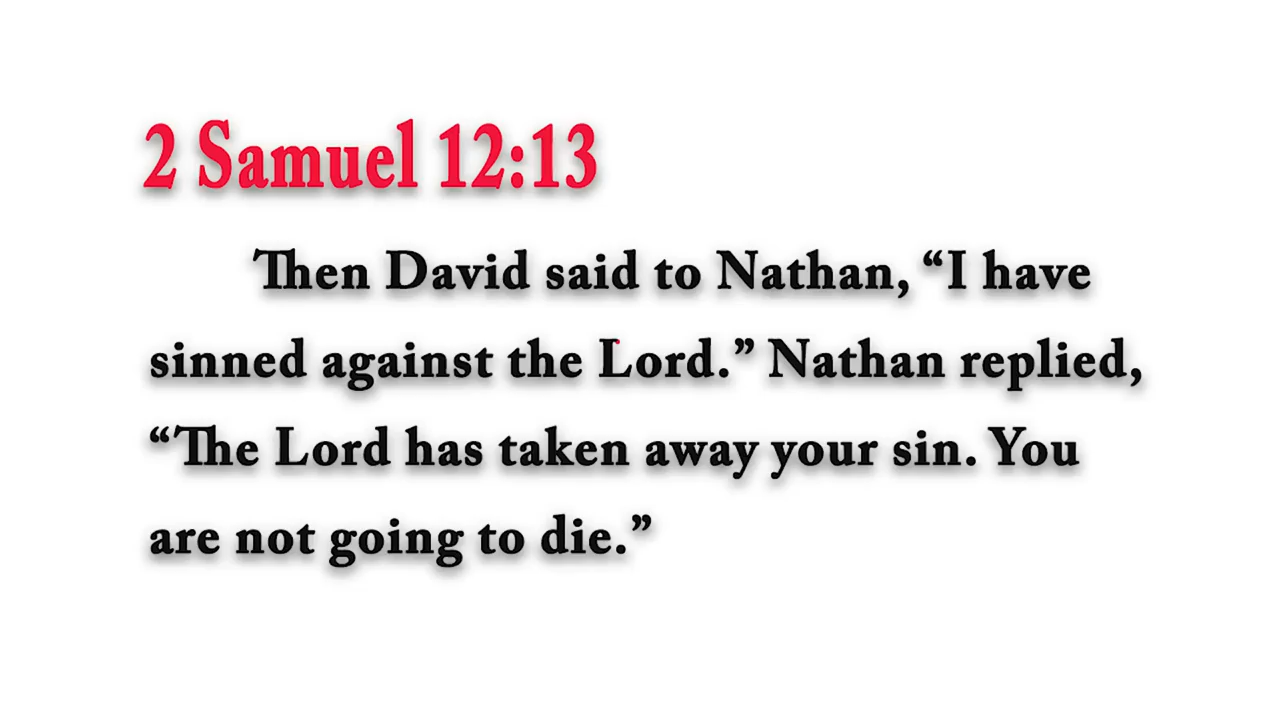 2 Samuel 12:13
Then David said to Nathan, “I have
sinned against the Lord.” Nathan replied,
“The Lord has taken away your sin. You
are not going to die.”